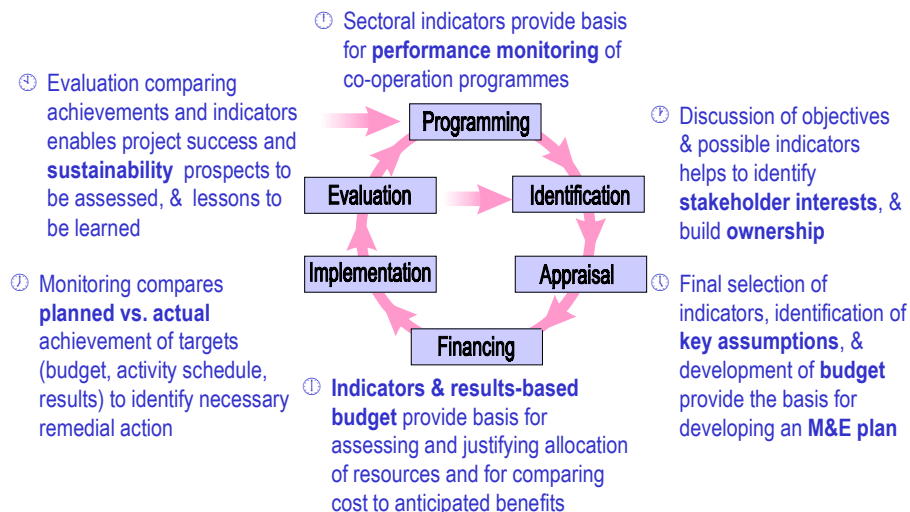 Sectoral indicators provide basis
for performance monitoring of
co-operation programmes
Evaluation comparing
achievements and indicators
enables project success and
sustainability prospects to
be assessed, & lessons to
be learned
Programming
Discussion of objectives
& possible indicators
helps to identify
stakeholder interests, &
build ownership
Evaluation
Identification
Implementation
Appraisal
Financing
Monitoring compares
planned vs. actual
achievement of targets
(budget, activity schedule,
results) to identify necessary
remedial action
Final selection of
indicators, identification of
key assumptions, &
development of budget
provide the basis for
developing an M&E plan
Indicators & results-based
budget provide basis for
assessing and justifying allocation
of resources and for comparing
cost to anticipated benefits